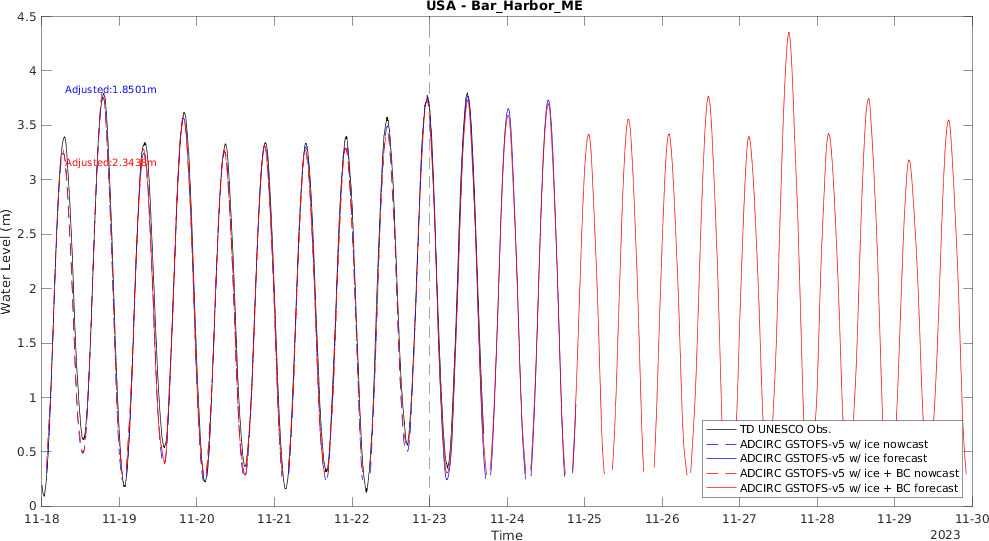 USA - Bar_Harbor_ME
4.5
4
3.5
3
2.5
2
1.5
1
0.5
0
Water Level (m)
Adjusted:1.8501m
Adjusted:2.3438m
TD UNESCO Obs.
ADCIRC GSTOFS-v5 w/ ice nowcast
ADCIRC GSTOFS-v5 w/ ice forecast
ADCIRC GSTOFS-v5 w/ ice + BC nowcast
ADCIRC GSTOFS-v5 w/ ice + BC forecast
11-18 11-19 11-20 11-21 11-22 11-23 11-24 11-25 11-26 11-27 11-28 11-29 11-30
Time
2023